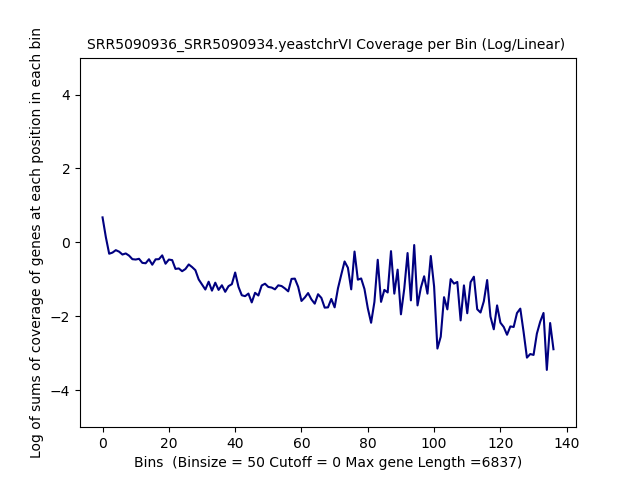 SRR5090936_SRR5090934.yeastchrVI Coverage per Bin (Log/Linear)
Log of sums of coverage of genes at each position in each bin
4
2
0
−2
−4
0 20 40 60 80 100 120 140
Bins  (Binsize = 50 Cutoff = 0 Max gene Length =6837)